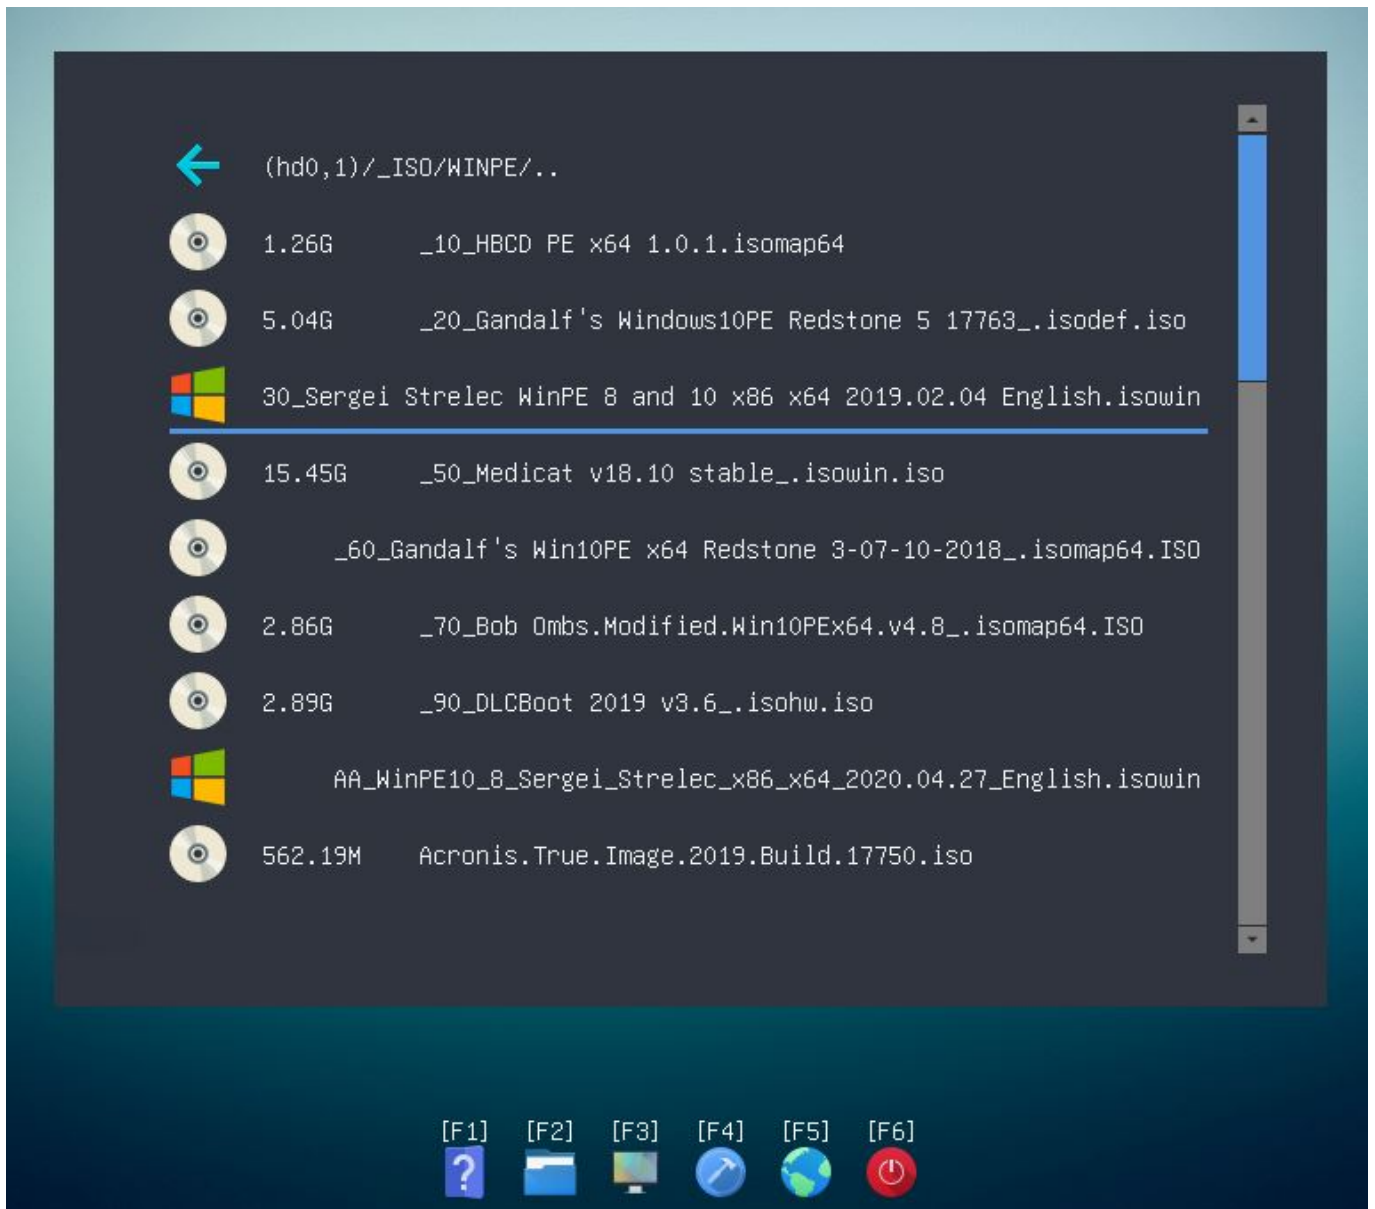 (hd0,1)/_ISO/WINPE/..
1.26G _10_HBCD PE x64 1.0.1.isomap64
5.04G _20_Gandalf's Windows10PE Redstone 5 17763_.isodef.iso
30_Sergei Strelec WinPE 8 and 10 x86 x64 2019.02.04 English.isowin
15.45G _50_Medicat v18.10 stable_.isowin.iso
_60_Gandalf's Win10PE x64 Redstone 3-07-10-2018_.isomap64.ISO
2.86G _70_Bob Ombs.Modified.Win10PEx64.v4.8_.isomap64.ISO
2.89G _90_DLCBoot 2019 v3.6_.isohw.iso
AA_WinPE10_8_Sergei_Strelec_x86_x64_2020.04.27_English.isowin
562.19M Acronis.True.Image.2019.Build.17750.iso
[F1] [F2] [F3] [F4] [F5] [F6]
?